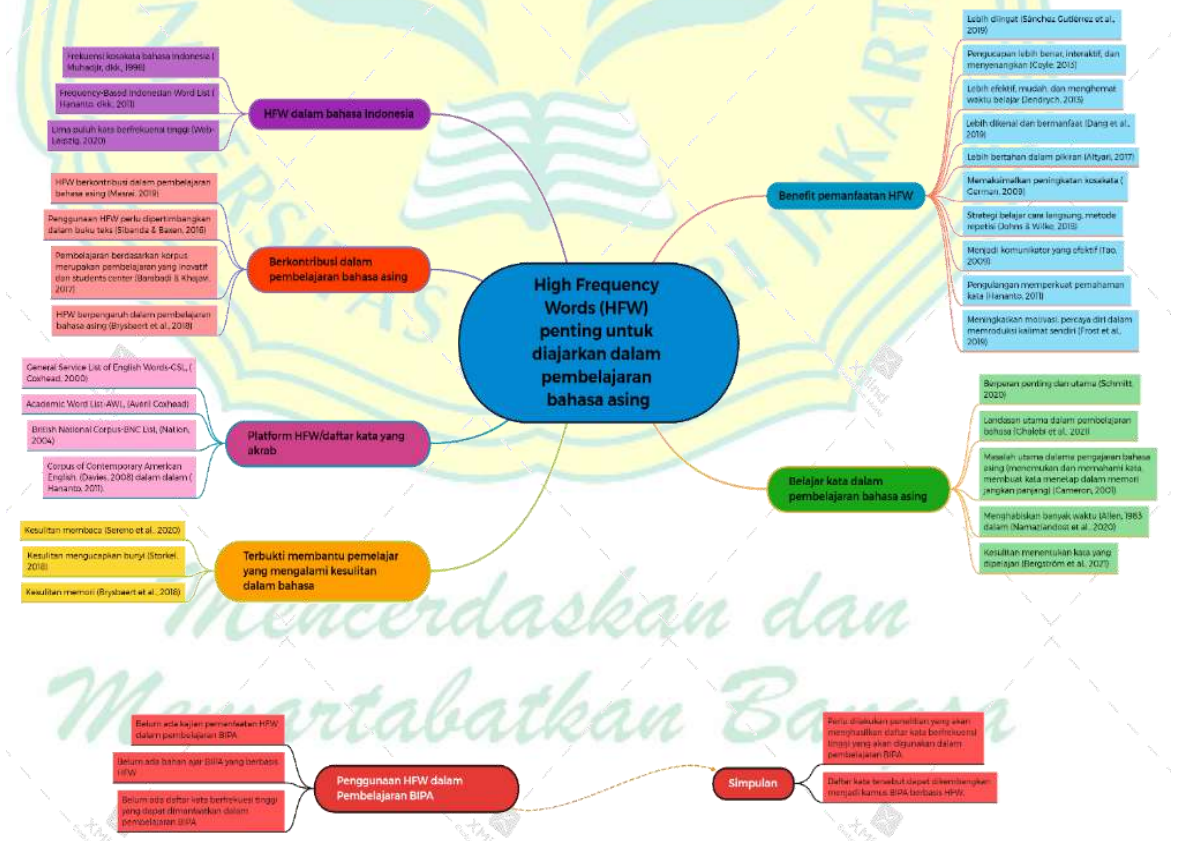 Frekuensi kosakata bahasa Indonesia (
Muhadjir, dkk., 1996)
Frequency-Based Indonesian Word List (
Hananto, dkk, 2011)
Lima puluh kata berfrekuensi tinggi (Web-
Leipzig, 2020)
HFW dalam bahasa Indonesia
HFW berkontribusi dalam pembelajaran
bahasa asing (Masrai, 2019)
Penggunaan HFW perlu dipertimbangkan
dalam buku teks (Sibanda & Baxen, 2016)
Pembelajaran berdasarkan korpus
merupakan pembelajaran yang inovatif
dan students center (Barabadi & Khajavi,
2017)
HFW berpengaruh dalam pembelajaran
bahasa asing (Brysbaert et al., 2018)
Berkontribusi dalam
pembelajaran bahasa asing
General Service List of English Words-GSL, (
Coxhead, 2000)
Academic Word List-AWL, (Averil Coxhead)
British National Corpus-BNC List, (Nation,
2004)
Corpus of Contemporary American
English, (Davies, 2008) dalam dalam (
Hananto, 2011).
Platform HFW/daftar kata yang
akrab
Kesulitan membaca (Sereno et al., 2020)
Kesulitan mengucapkan bunyi (Storkel,
2018)
Kesulitan memori (Brysbaert et al., 2018)
Terbukti membantu pemelajar
yang mengalami kesulitan
dalam bahasa
High Frequency
Words (HFW)
penting untuk
diajarkan dalam
pembelajaran
bahasa asing
Benefit pemanfaatan HFW
Lebih diingat (Sánchez Gutiérrez et al.,
2019)
Pengucapan lebih benar, interaktif, dan
menyenangkan (Coyle, 2013)
Lebih efektif, mudah, dan menghemat
waktu belajar (Jendrych, 2013)
Lebih dikenal dan bermanfaat (Dang et al.,
2019)
Lebih bertahan dalam pikiran (Altyari, 2017)
Memaksimalkan peningkatan kosakata (
Gorman, 2009)
Strategi belajar cara langsung, metode
repetisi (Johns & Wilke, 2018)
Menjadi komunikator yang efektif (Tao,
2009)
Pengulangan memperkuat pemahaman
kata (Hananto, 2011)
Meningkatkan motivasi, percaya diri dalam
memroduksi kalimat sendiri (Frost et al.,
2019)
Belajar kata dalam
pembelajaran bahasa asing
Berperan penting dan utama (Schmitt,
2020)
Landasan utama dalam pembelajaran
bahasa (Ghalebi et al., 2021)
Masalah utama dalama pengajaran bahasa
asing (menemukan dan memahami kata,
membuat kata menetap dalam memori
jangkan panjang) (Cameron, 2001)
Menghabiskan banyak waktu (Allen, 1983
dalam (Namaziandost et al., 2020)
Kesulitan menentukan kata yang
dipelajari (Bergström et al., 2021)
Mencerdaskan dan
Memartabatkan Bangsa
Belum ada kajian pemanfaatan HFW
dalam pembelajaran BIPA
Belum ada bahan ajar BIPA yang berbasis
HFW
Belum ada daftar kata berfrekuesi tinggi
yang dapat dimanfaatkan dalam
pembelajaran BIPA
Penggunaan HFW dalam
Pembelajaran BIPA
Simpulan
Perlu dilakukan penelitian yang akan
menghasilkan daftar kata berfrekuensi
tinggi yang akan digunakan dalam
pembelajaran BIPA
Daftar kata tersebut dapat dikembangkan
menjadi kamus BIPA berbasis HFW.